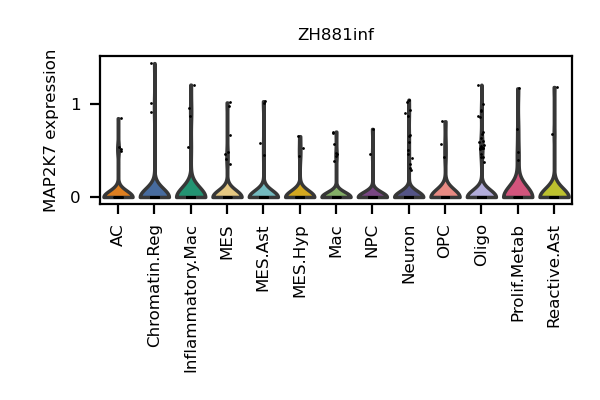 ZH881inf
MAP2K7 expression
1
0
AC
Chromatin.Reg
Inflammatory.Mac
MES
MES.Ast
MES.Hyp
Mac
NPC
Neuron
OPC
Oligo
Prolif.Metab
Reactive.Ast